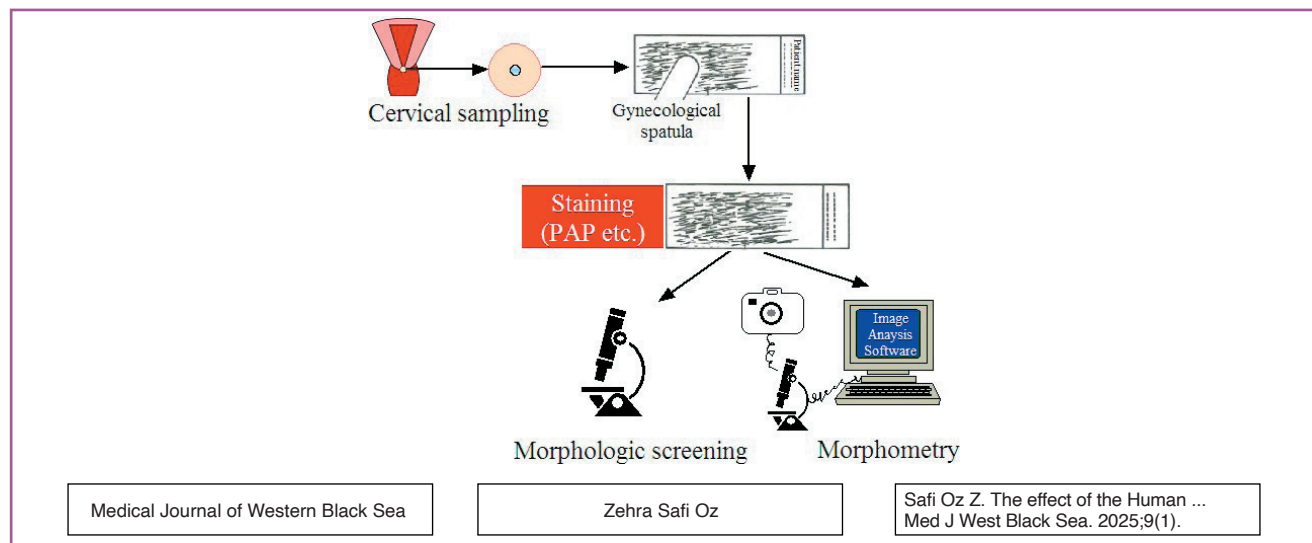 Patient name
Cervical sampling
Gynecological
spatula
Staining
(PAP etc.)
Image
Anaysis
Software
Morphologic screening
Morphometry
Medical Journal of Western Black Sea
Zehra Safi Oz
Safi Oz Z. The effect of the Human ...
Med J West Black Sea. 2025;9(1).